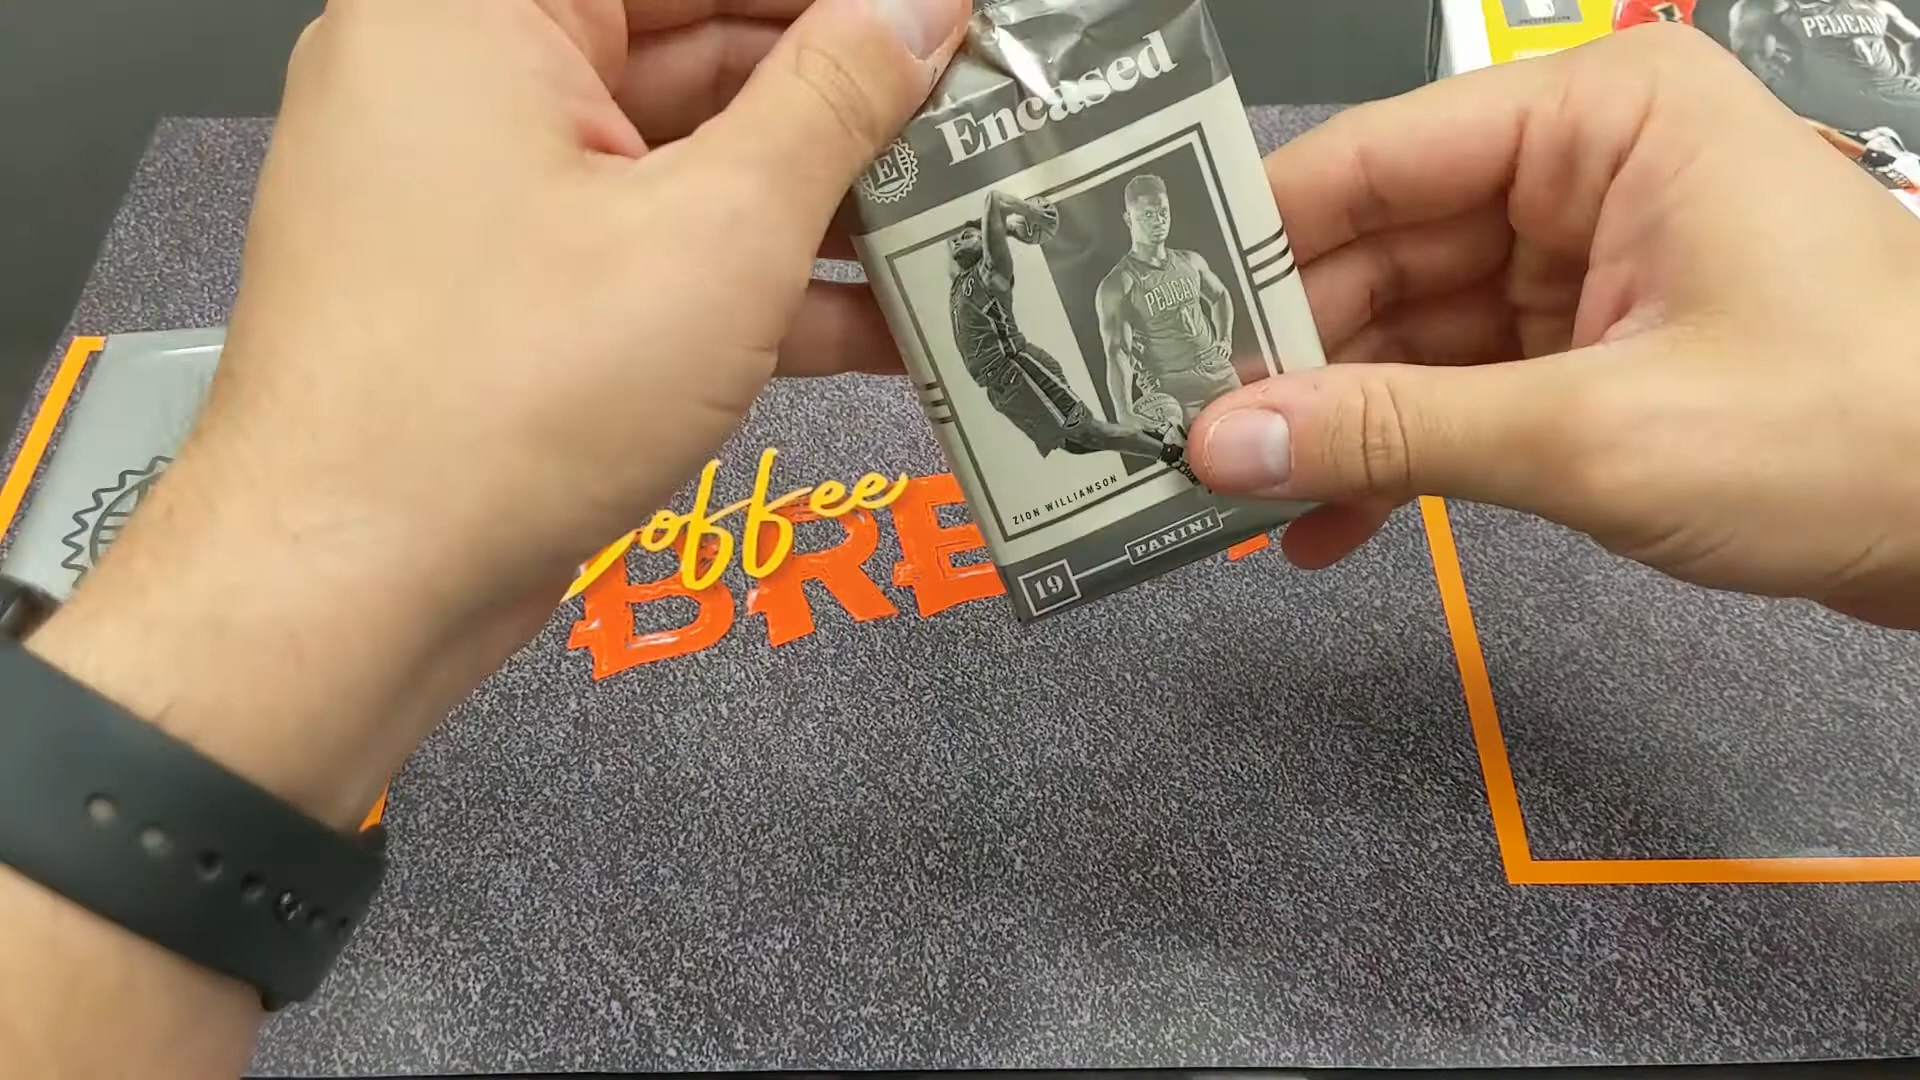 Encased
E
PELICANS
PELICAN
ZION WILLIAMSON
PANINI
19
Coffee
BRE